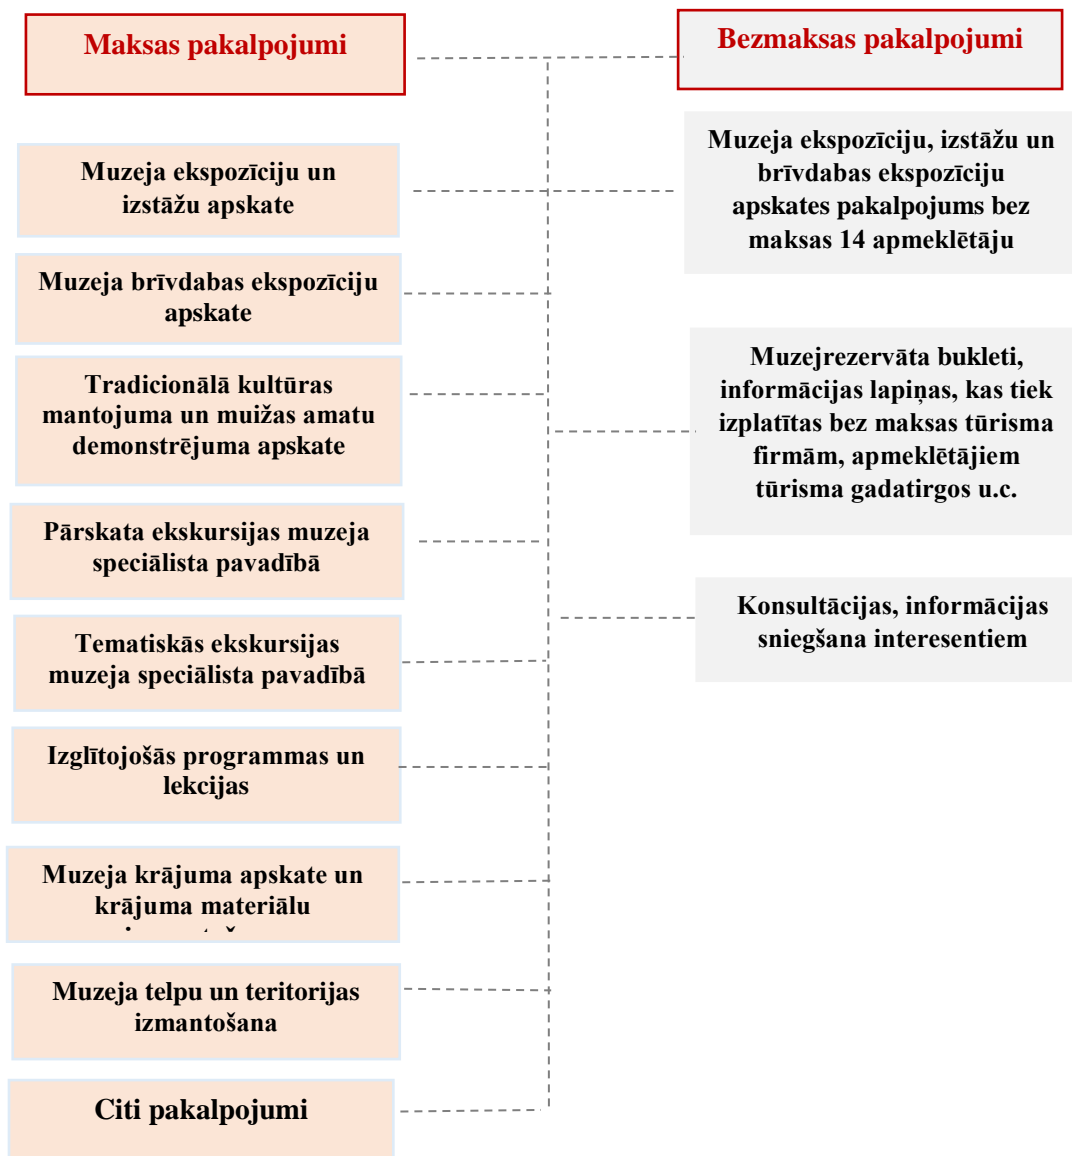 Maksas pakalpojumi
Muzeja ekspozīciju un
izstāžu apskate
Muzeja brīvdabas ekspozīciju
apskate
Tradicionālā kultūras
mantojuma un muižas amatu
demonstrējuma apskate
Pārskata ekskursijas muzeja
speciālista pavadībā
Tematiskās ekskursijas
muzeja speciālista pavadībā
Izglītojošās programmas un
lekcijas
Muzeja krājuma apskate un
krājuma materiālu
Muzeja telpu un teritorijas
izmantošana
Citi pakalpojumi
Bezmaksas pakalpojumi
Muzeja ekspozīciju, izstāžu un
brīvdabas ekspozīciju
apskates pakalpojums bez
maksas 14 apmeklētāju
Muzejrezervāta bukleti,
informācijas lapiņas, kas tiek
izplatītas bez maksas tūrisma
firmām, apmeklētājiem
tūrisma gadatirgos u.c.
Konsultācijas, informācijas
sniegšana interesentiem